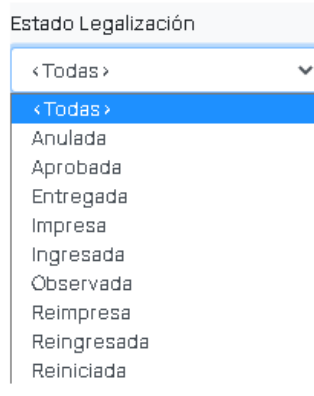 Estado Legalización
<Todas>
<Todas>
Anulada
Aprobada
Entregada
Impresa
Ingresada
Observada
Reimpresa
Reingresada
Reiniciada